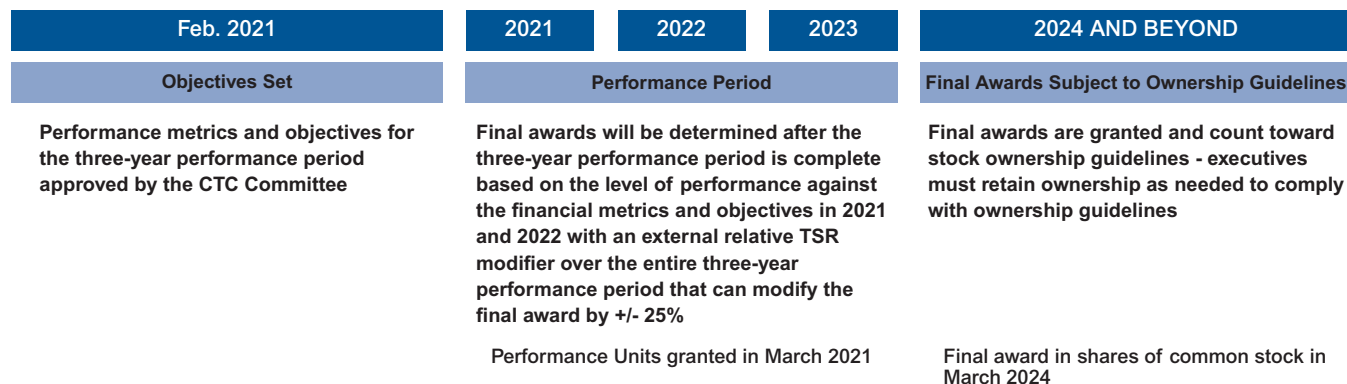 Feb. 2021
2021
2022
2023
2024 AND BEYOND
Objectives Set
Performance Period
Final Awards Subject to Ownership Guidelines
Performance metrics and objectives for
the three-year performance period
approved by the CTC Committee
Final awards will be determined after the
three-year performance period is complete
based on the level of performance against
the financial metrics and objectives in 2021
and 2022 with an external relative TSR
modifier over the entire three-year
performance period that can modify the
final award by +/- 25%
Performance Units granted in March 2021
Final awards are granted and count toward
stock ownership guidelines - executives
must retain ownership as needed to comply
with ownership guidelines
Final award in shares of common stock in
March 2024